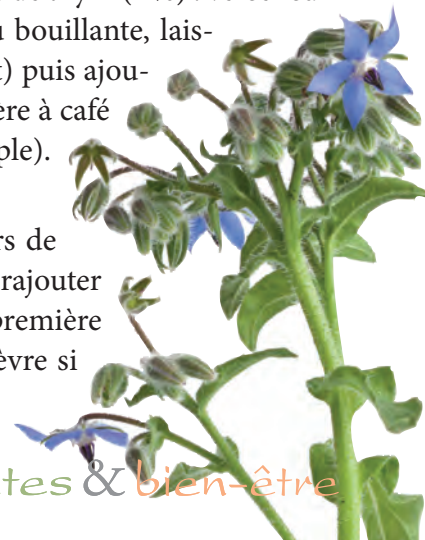 u bouillante, lais-
t) puis ajou-
ere à café
ple).
rs de
rajouter
première
èvre si
tes & bien-être